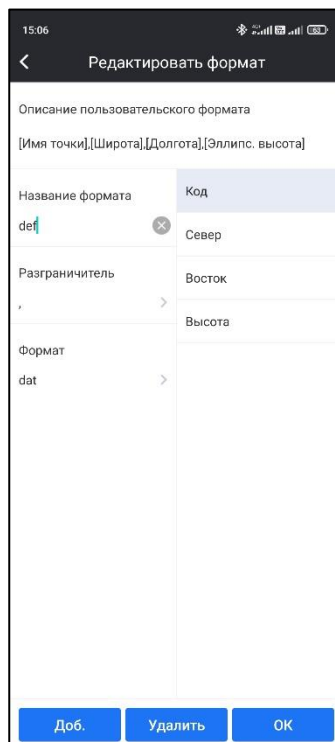 15:06
Редактировать формат
Описание пользовательского формата
[Имя точки],[Широта],[Долгота],[Эллипс. высота]
Название формата
def
Разграничитель
,
Формат
dat
Код
Север
Восток
Высота
Доб.
Удалить
OK